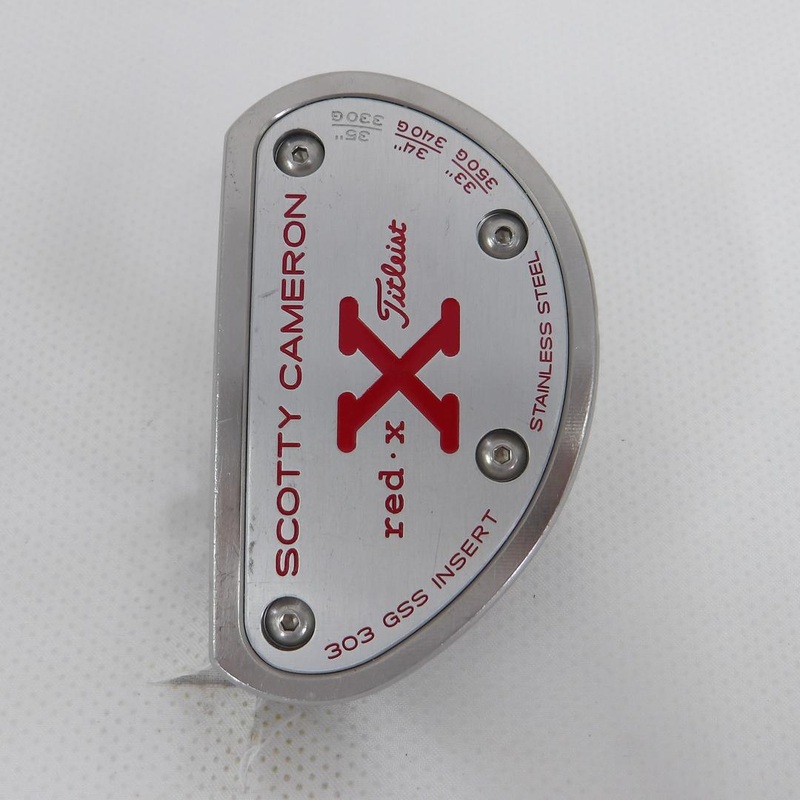 SCOTTY CAMERON
Titleist
X
red·x
303 GSS INSERT
STAINLESS STEEL
35"
330G
34"
340G
33"
350G